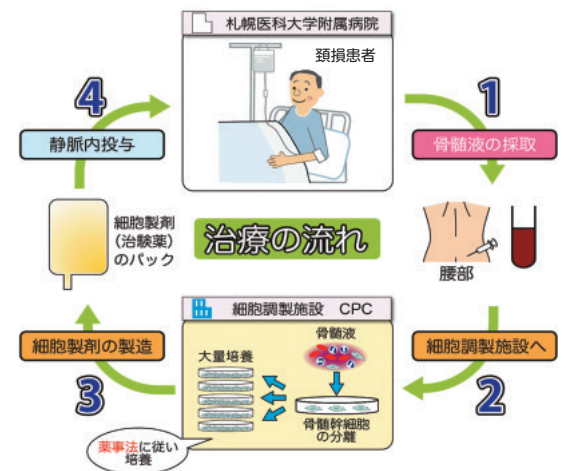 札幌医科大学附属病院
頚損患者
1
骨髄液の採取
腰部
細胞調製施設へ
2
細胞調製施設 CPC
骨髄液
大量培養
骨髄幹細胞
の分離
薬事法に従い
培養
3
細胞製剤の製造
細胞製剤
（治験薬）
のパック
4
静脈内投与
治療の流れ